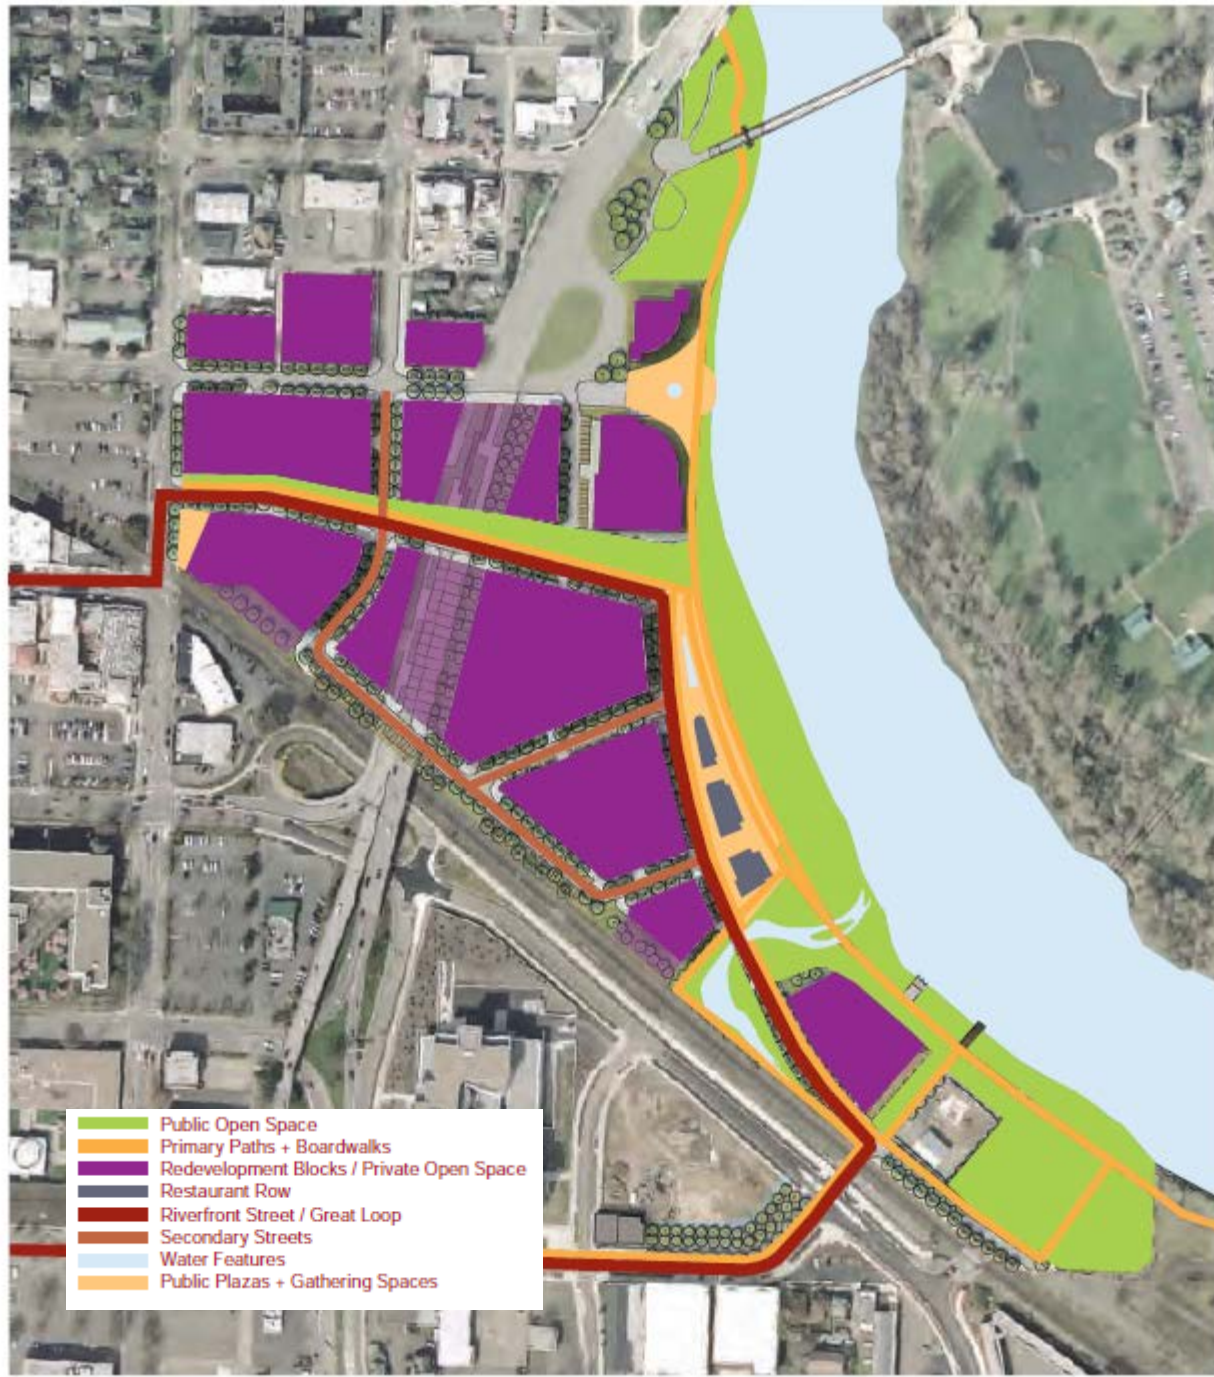 Public Open Space
Primary Paths + Boardwalks
Redevelopment Blocks / Private Open Space
Restaurant Row
Riverfront Street / Great Loop
Secondary Streets
Water Features
Public Plazas + Gathering Spaces